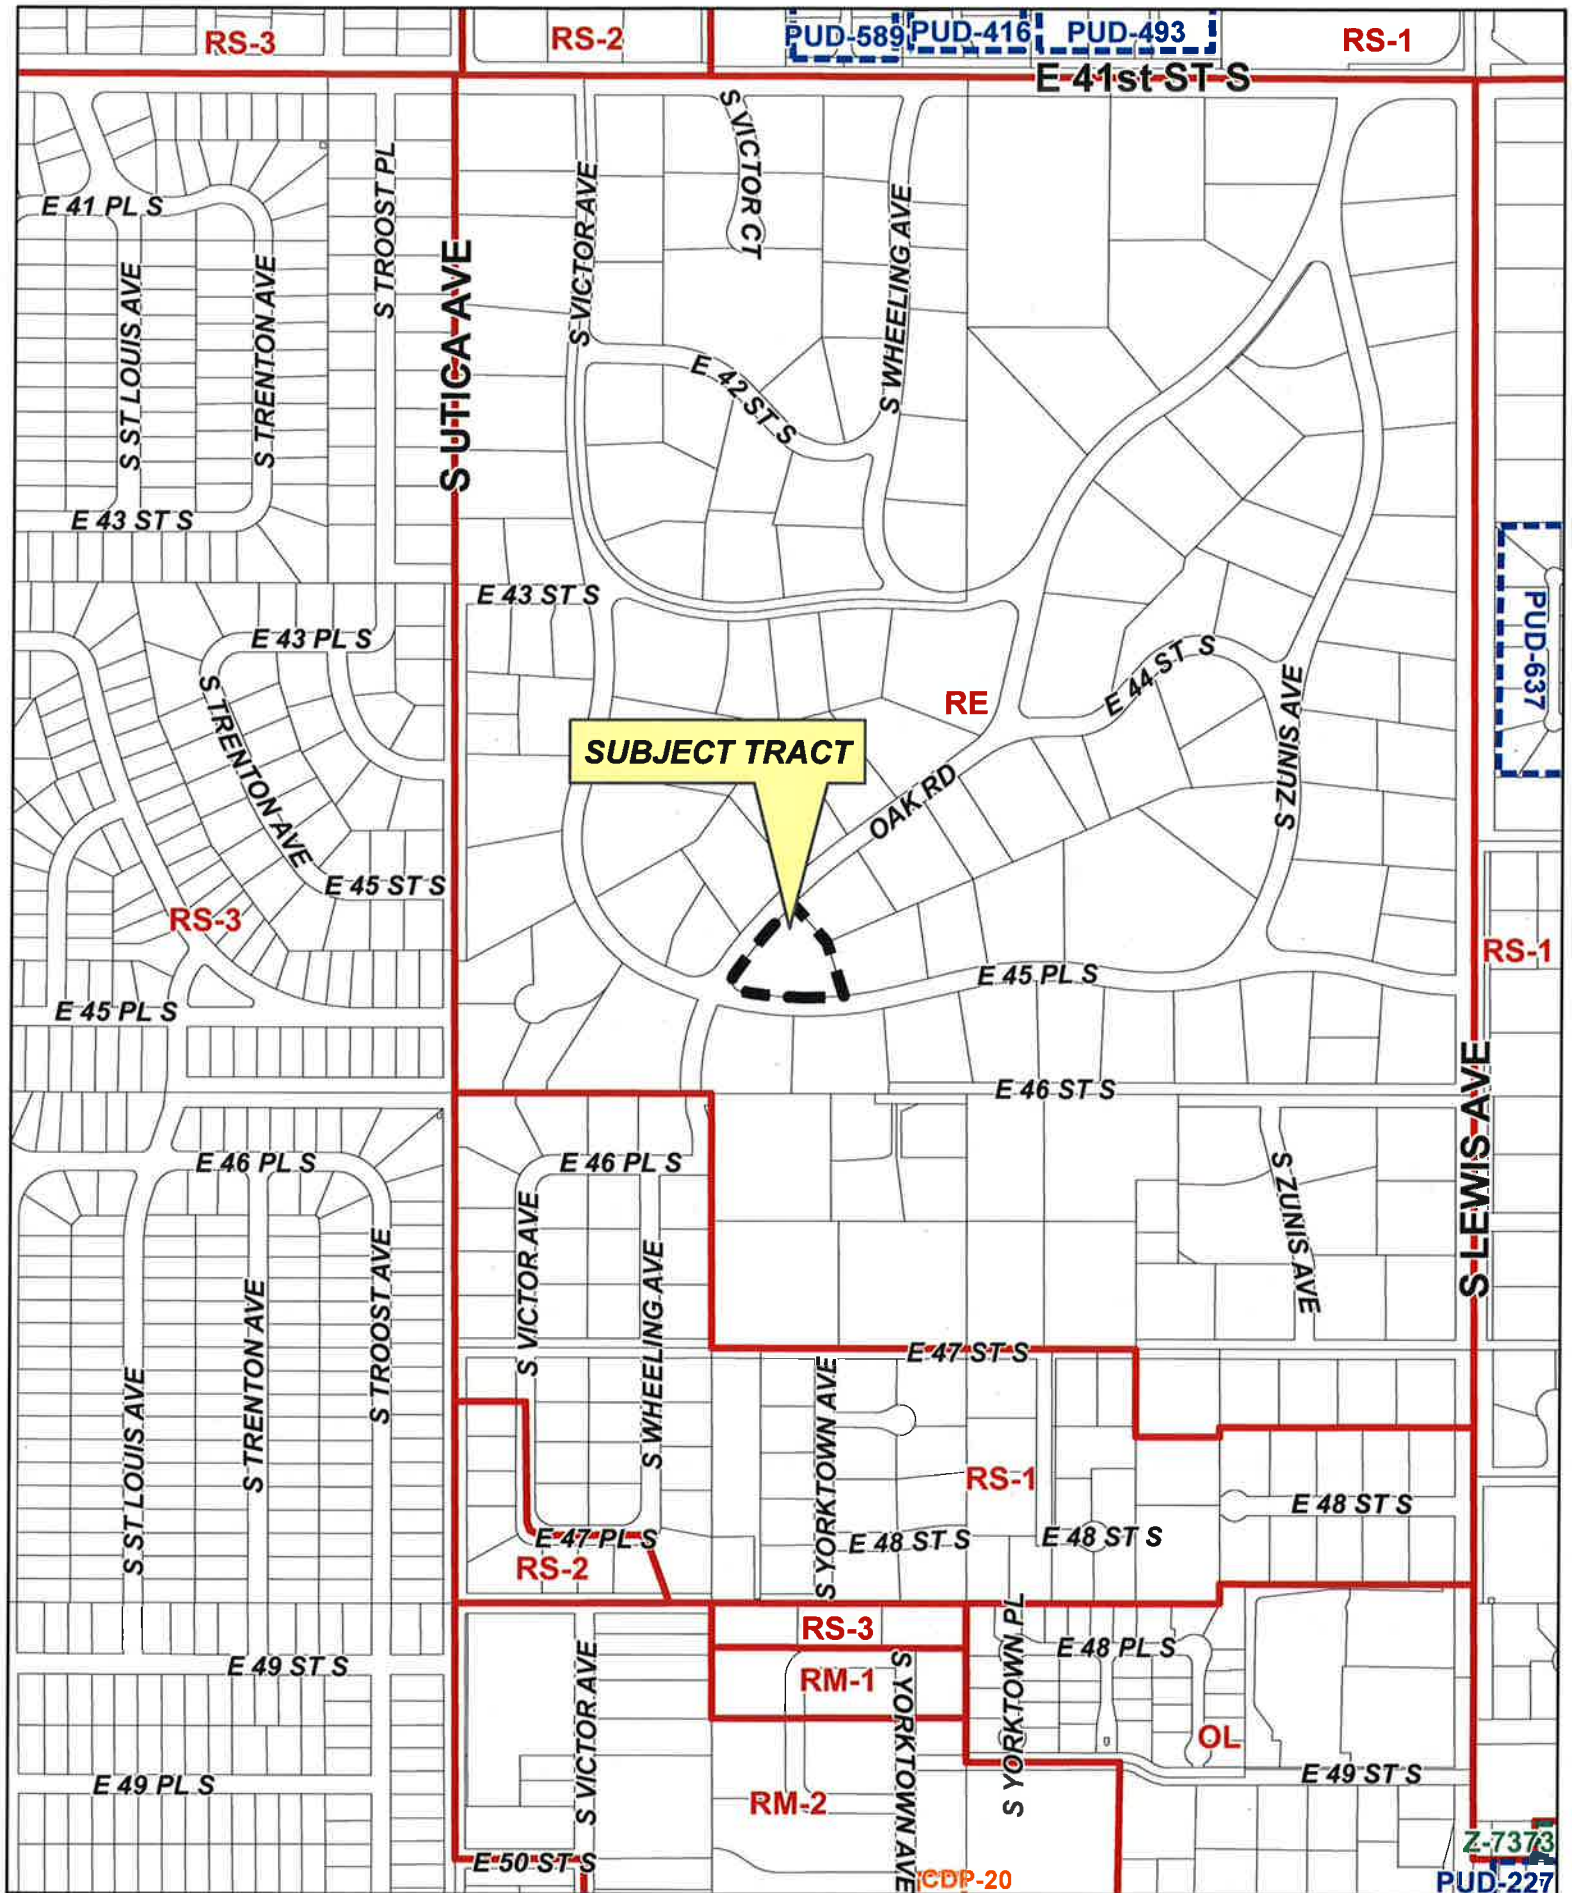 RS-3
RS-2
PUD-589
PUD-416
PUD-493
RS-1
E 41st ST S
S VICTOR CT
S TROOST PL
S VICTOR AVE
S WHEELING AVE
E 41 PL S
S UTICA AVE
S ST LOUIS AVE
S TRENTON AVE
E 42 ST S
E 43 ST S
E 43 ST S
PUD-637
E 43 PL S
E 44 ST S
S TRENTON AVE
RE
S ZUNIS AVE
SUBJECT TRACT
OAK RD
E 45 ST S
RS-3
RS-1
E 45 PL S
E 45 PL S
S LEWIS AVE
E 46 ST S
E 46 PL S
E 46 PL S
S ZUNIS AVE
S VICTOR AVE
S WHEELING AVE
S TROOST AVE
S TRENTON AVE
S ST LOUIS AVE
E 47 ST S
S YORKTOWN AVE
RS-1
E 48 ST S
E 47 PL S
E 48 ST S
E 48 ST S
RS-2
S YORKTOWN PL
RS-3
E 48 PL S
E 49 ST S
S VICTOR AVE
RM-1
S YORKTOWN AVE
OL
E 49 ST S
E 49 PL S
RM-2
Z-7373
E 50 ST S
CDP-20
PUD-227